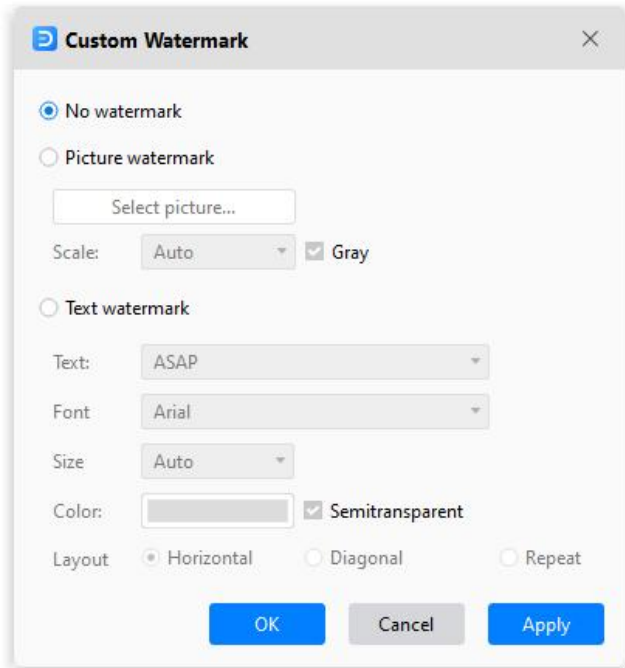 Custom Watermark
No watermark
Picture watermark
Select picture...
Scale: Auto Gray
Text watermark
Text: ASAP
Font Arial
Size Auto
Color: Semitransparent
Layout Horizontal Diagonal Repeat
OK Cancel Apply